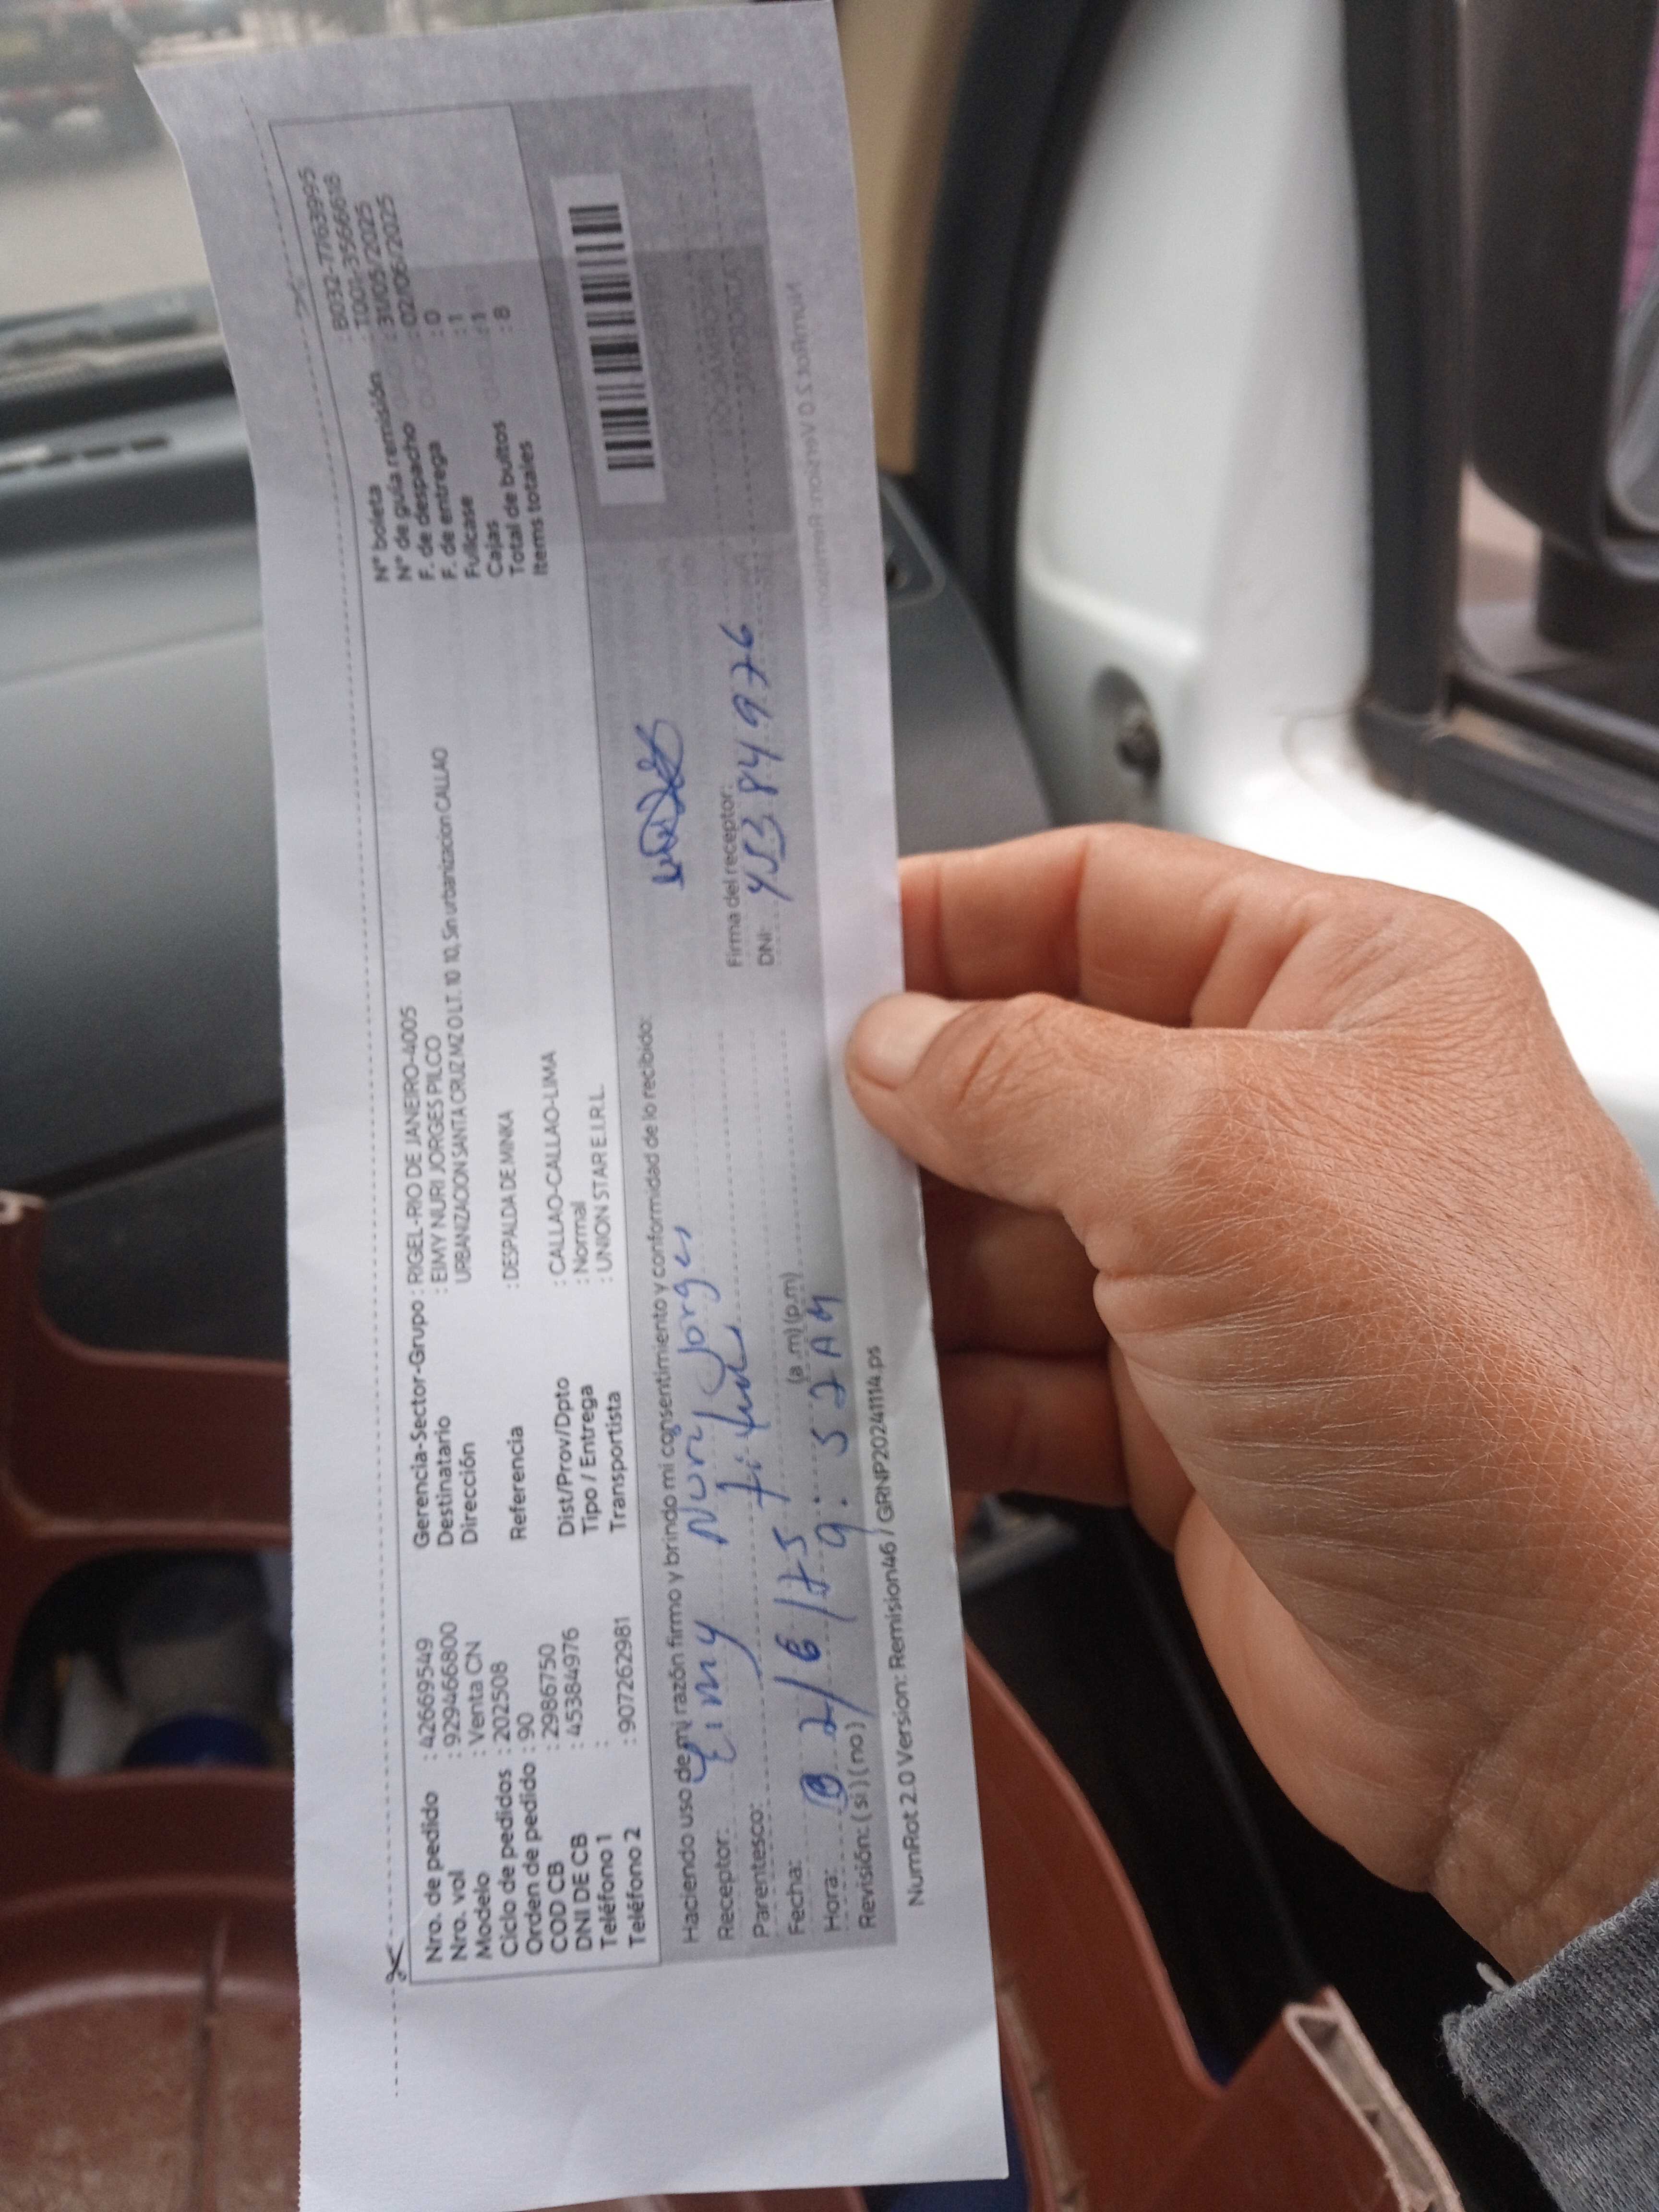 Nro. de pedido : 42669549
Nro. vol : 929466800
Modelo : Venta CN
Ciclo de pedidos : 202508
Orden de pedido : 90
COD CB : 2986750
DNI DE CB : 45384976
Teléfono 1 :
Teléfono 2 : 907262981
Gerencia-Sector-Grupo : RIGEL-RIO DE JANEIRO-4005
Destinatario : EIMY NURI JORGES PILCO
Dirección URBANIZACION SANTA CRUZ MZ O LT. 10 10, Sin urbanizacion CALLAO
Referencia : DESPALDA DE MINKA
Dist/Prov/Dpto : CALLAO-CALLAO-LIMA
Tipo / Entrega : Normal
Transportista : UNION STAR E.I.R.L.
N° boleta : B032-7763995
N° de guía remisión : T001-35666618
F. de despacho : 31/05/2025
F. de entrega : 02/06/2025
Fullcase : 0
Cajas : 1
Total de bultos : 1
Items totales : 8
Haciendo uso de mi razón firmo y brindo mi consentimiento y conformidad de lo recibido:
Receptor: Eimy Nury Jorges
Parentesco: titular
Fecha: 02/6/25
Hora: 9:52 AM (a.m) (p.m)
Revisión: ( si ) ( no )
Firma del receptor:
DNI: 45384976
NumRot 2.0 Version: Remision46 / GRNP20241114.ps